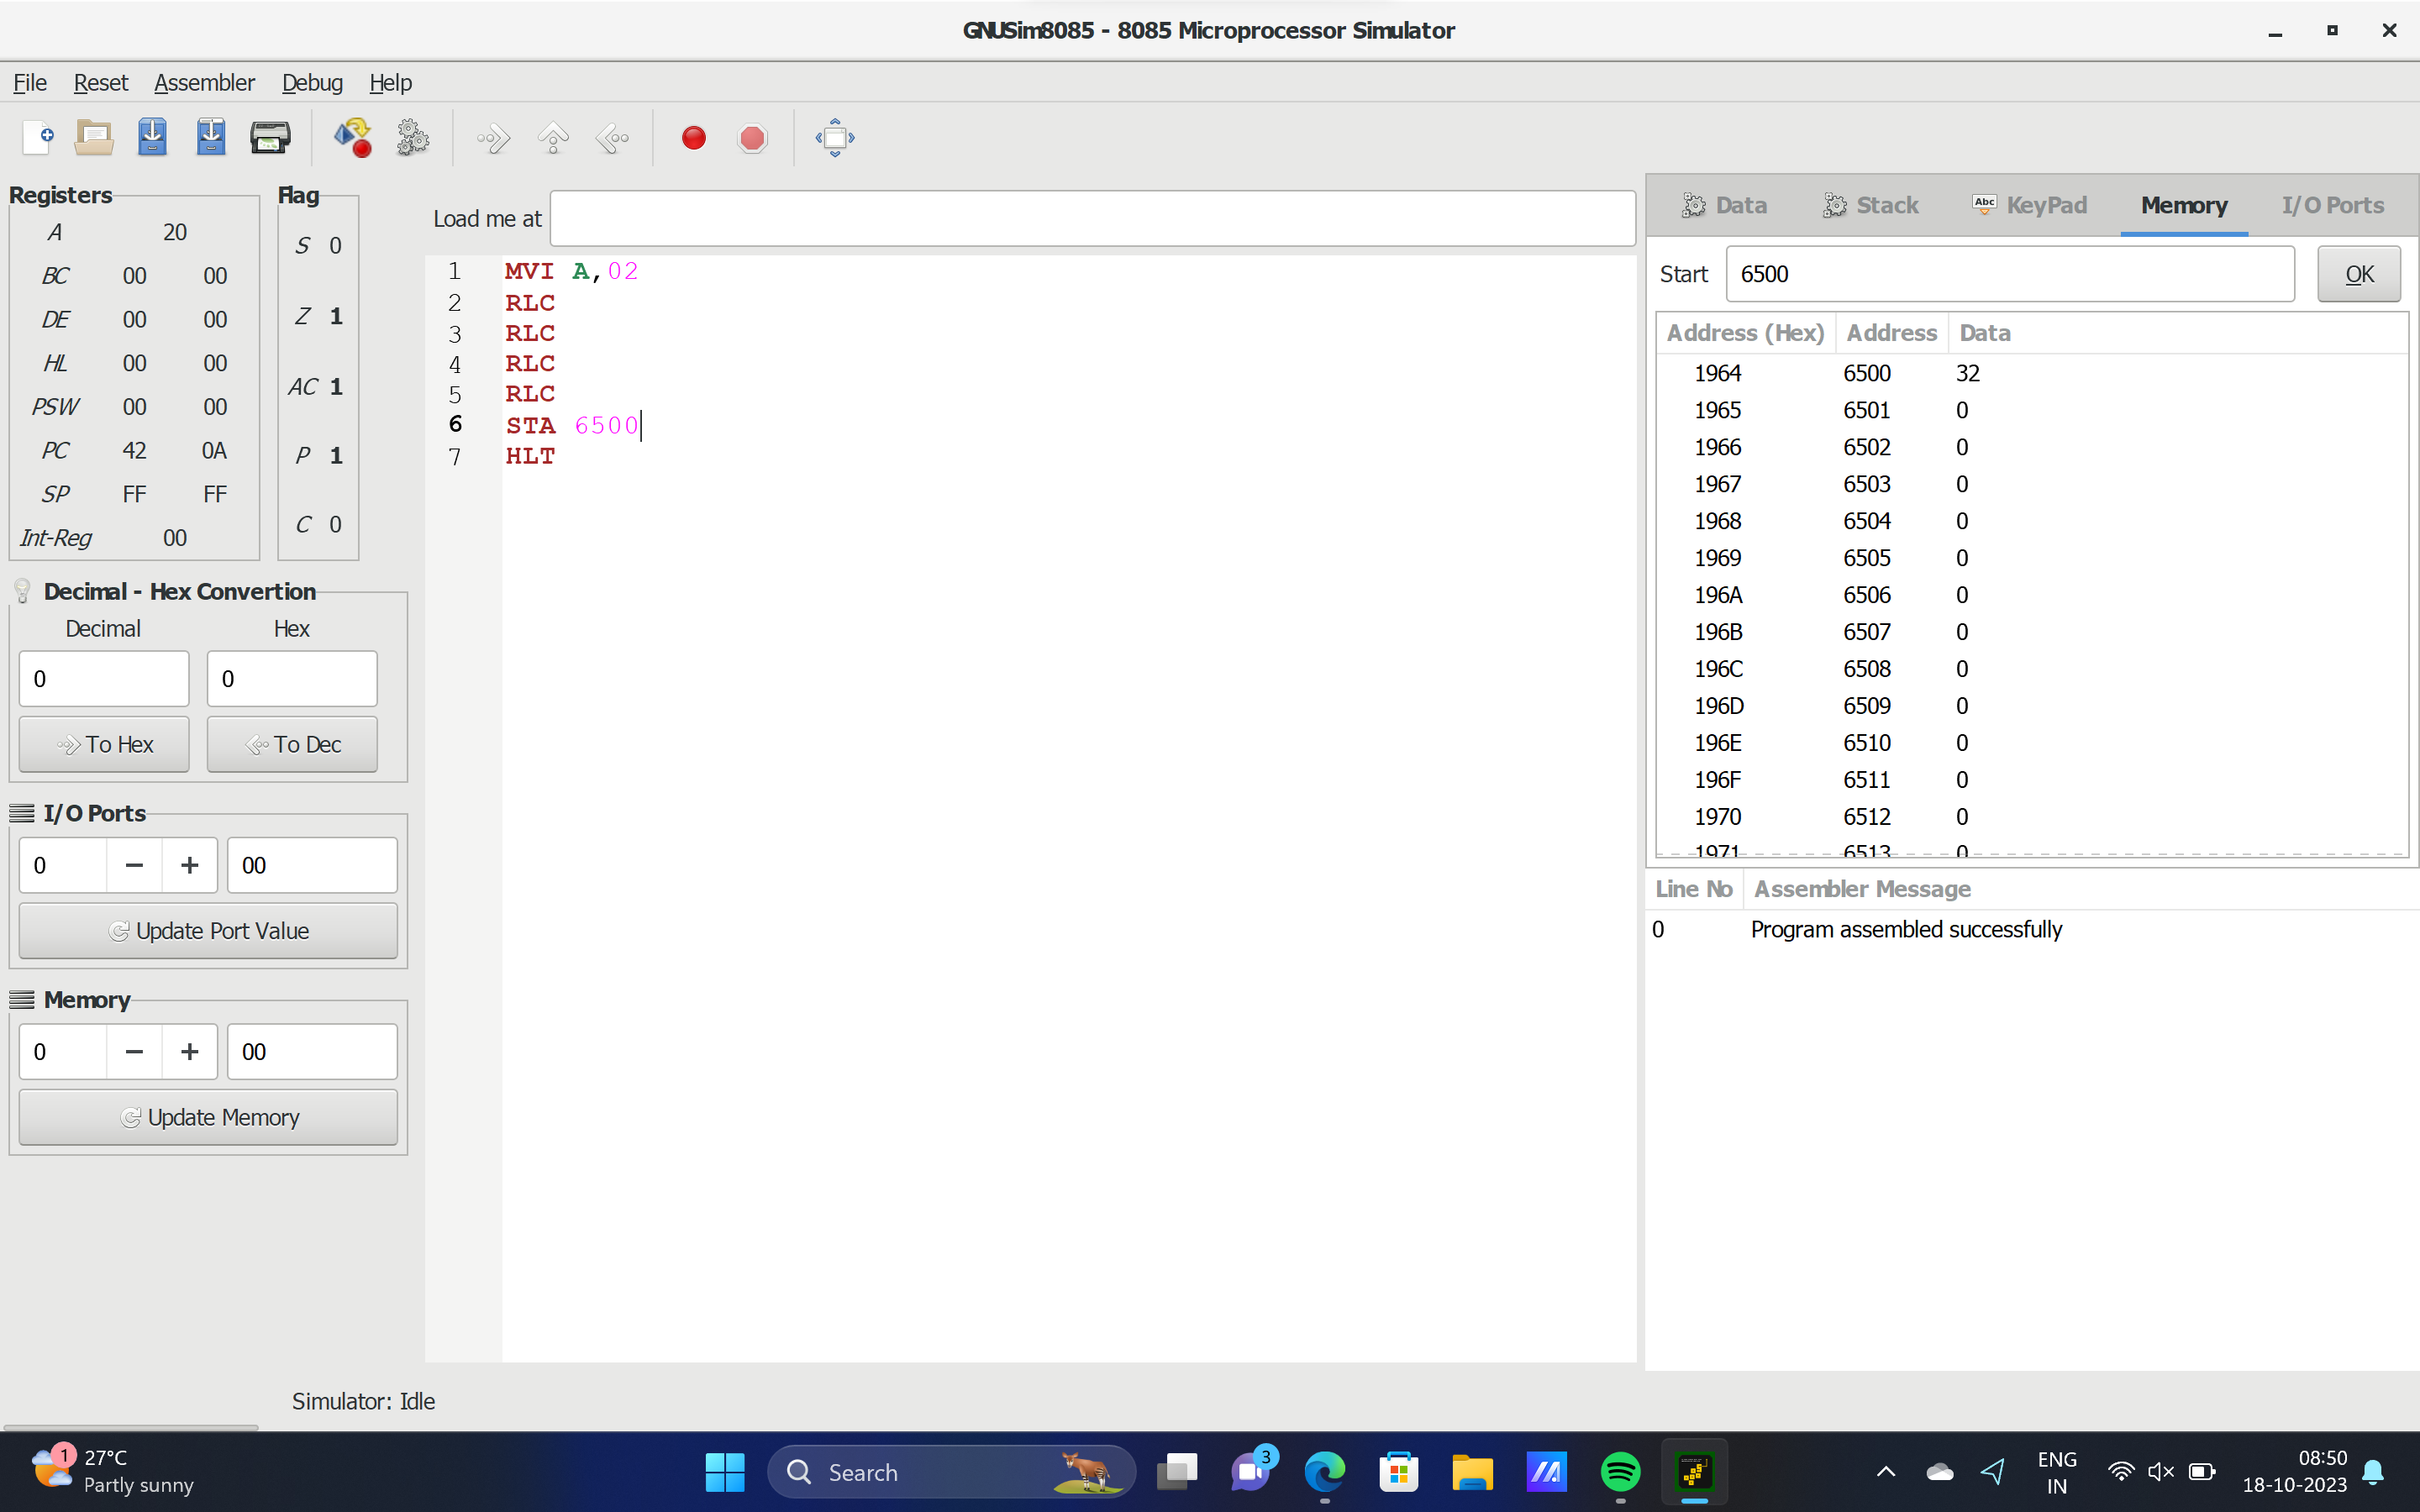 GNUSim8085 - 8085 Microprocessor Simulator
File Reset Assembler Debug Help
Registers
A 20
BC 00 00
DE 00 00
HL 00 00
PSW 00 00
PC 42 0A
SP FF FF
Int-Reg 00
Flag
S 0
Z 1
AC 1
P 1
C 0
Decimal - Hex Convertion
Decimal Hex
0 0
To Hex To Dec
I/O Ports
0 − + 00
Update Port Value
Memory
0 − + 00
Update Memory
Load me at
1 MVI A,02
2 RLC
3 RLC
4 RLC
5 RLC
6 STA 6500
7 HLT
Data Stack Abc KeyPad Memory I/O Ports
Start 6500 OK
Address (Hex) Address Data
1964 6500 32
1965 6501 0
1966 6502 0
1967 6503 0
1968 6504 0
1969 6505 0
196A 6506 0
196B 6507 0
196C 6508 0
196D 6509 0
196E 6510 0
196F 6511 0
1970 6512 0
1971 6513 0
Line No Assembler Message
0 Program assembled successfully
Simulator: Idle
1 27°C
Partly sunny
Search
3
ENG
IN
08:50
18-10-2023